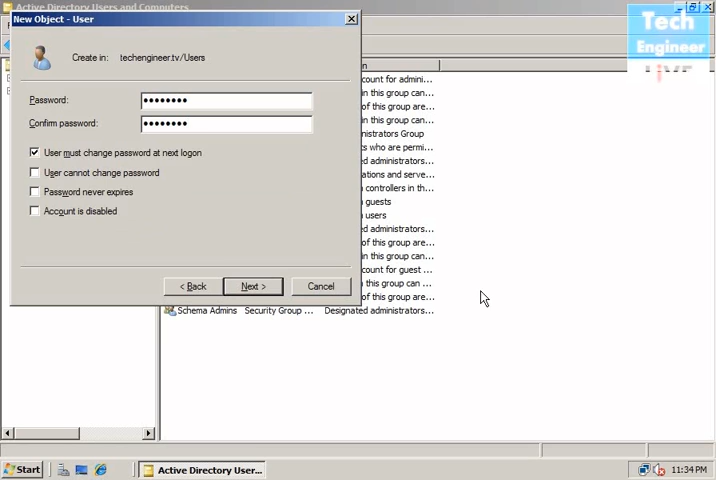 Active Directory Users and Computers
New Object - User
Tech
Engineer
LIVE
Create in: techengineer.tv/Users
Password: ••••••••
Confirm password: ••••••••
User must change password at next logon
User cannot change password
Password never expires
Account is disabled
< Back Next > Cancel
count for admini...
in this group can...
of this group are...
in this group can...
nistrators Group
s who are permi...
signated administrators...
ations and serve...
controllers in th...
guests
users
signated administrators...
of this group are...
in this group can...
count for guest ...
this group can ...
of this group are...
Schema Admins Security Group ... Designated administrators...
Start Active Directory User... 11:34 PM